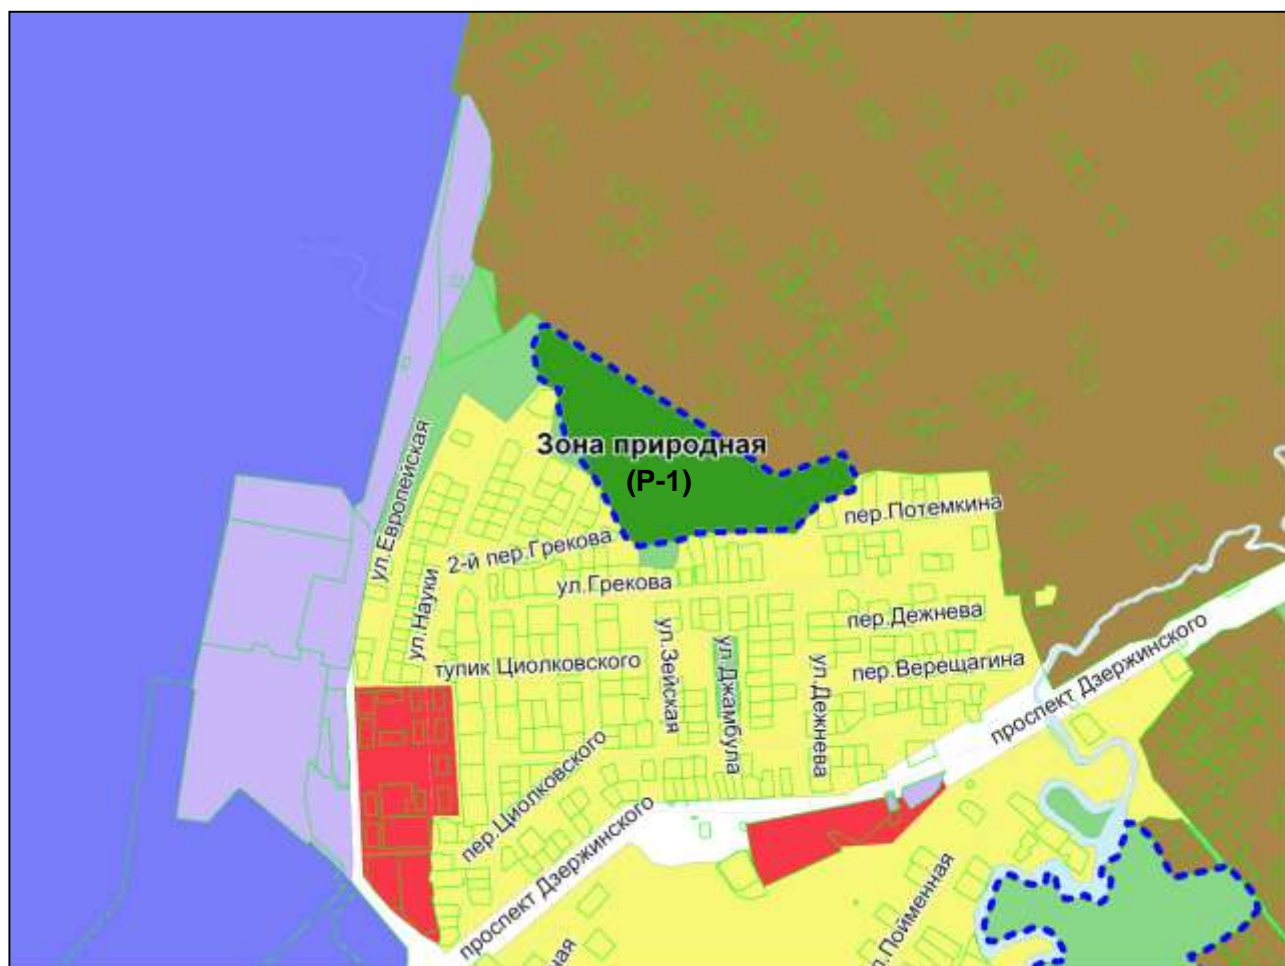 ул.Европейская
Зона природная
(Р-1)
пер.Потемкина
2-й пер.Грекова
ул.Грекова
ул.Науки
пер.Дежнева
ул.Зейская
ул.Джамбула
тупик Циолковского
ул.Дежнева
пер.Верещагина
проспект Дзержинского
пер.Циолковского
проспект Дзержинского
л.Пойменная
ная